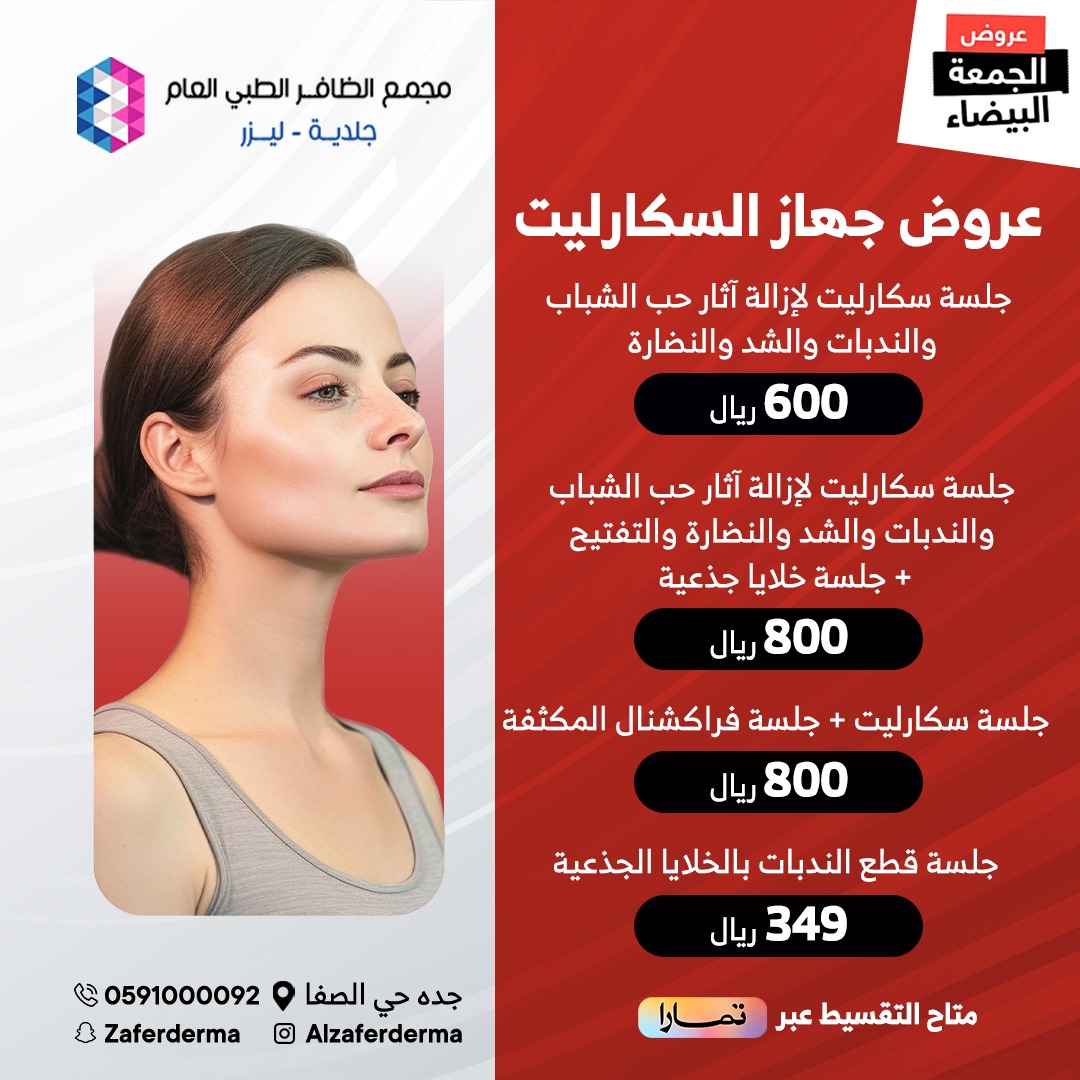 عروض
الجمعة
البيضاء
مجمع الظافر الطبي العام
جلدية - ليزر
عروض جهاز السكارليت
جلسة سكارليت لإزالة آثار حب الشباب
والندبات والشد والنضارة
600 ريال
جلسة سكارليت لإزالة آثار حب الشباب
والندبات والشد والنضارة والتفتيح
+ جلسة خلايا جذعية
800 ريال
جلسة سكارليت + جلسة فراكشنال المكثفة
800 ريال
جلسة قطع الندبات بالخلايا الجذعية
349 ريال
متاح التقسيط عبر تمارا
جده حي الصفا 0591000092
Zaferderma Alzaferderma